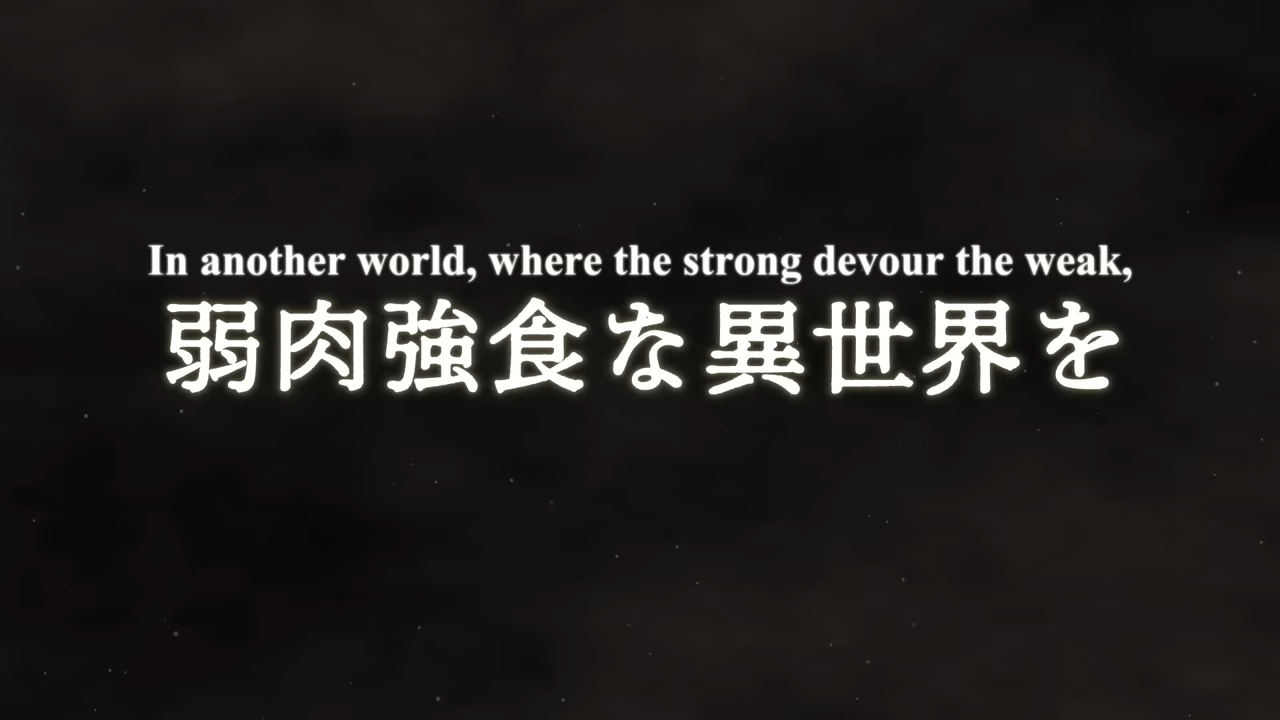 In another world, where the strong devour the weak,
弱肉強食な異世界を